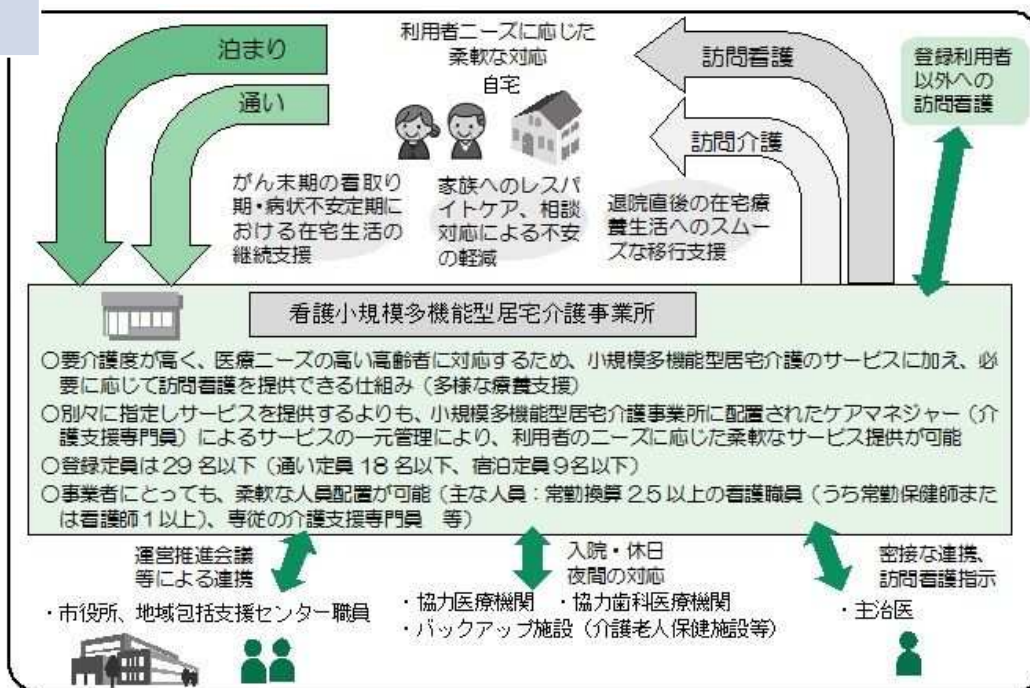 泊まり
通い
利用者ニーズに応じた
柔軟な対応
自宅
訪問看護
訪問介護
登録利用者
以外への
訪問看護
がん末期の看取り
期・病状不安定期に
おける在宅生活の
継続支援
家族へのレスパ
イトケア、相談
対応による不安
の軽減
退院直後の在宅療
養生活へのスムー
ズな移行支援
看護小規模多機能型居宅介護事業所
○要介護度が高く、医療ニーズの高い高齢者に対応するため、小規模多機能型居宅介護のサービスに加え、必
要に応じて訪問看護を提供できる仕組み（多様な療養支援）
○別々に指定しサービスを提供するよりも、小規模多機能型居宅介護事業所に配置されたケアマネジャー（介
護支援専門員）によるサービスの一元管理により、利用者のニーズに応じた柔軟なサービス提供が可能
○登録定員は29名以下（通い定員18名以下、宿泊定員9名以下）
○事業者にとっても、柔軟な人員配置が可能（主な人員：常勤換算2.5以上の看護職員（うち常勤保健師また
は看護師1以上）、専従の介護支援専門員　等）
運営推進会議
等による連携
・市役所、地域包括支援センター職員
入院・休日
夜間の対応
・協力医療機関　・協力歯科医療機関
・バックアップ施設（介護老人保健施設等）
密接な連携、
訪問看護指示
・主治医